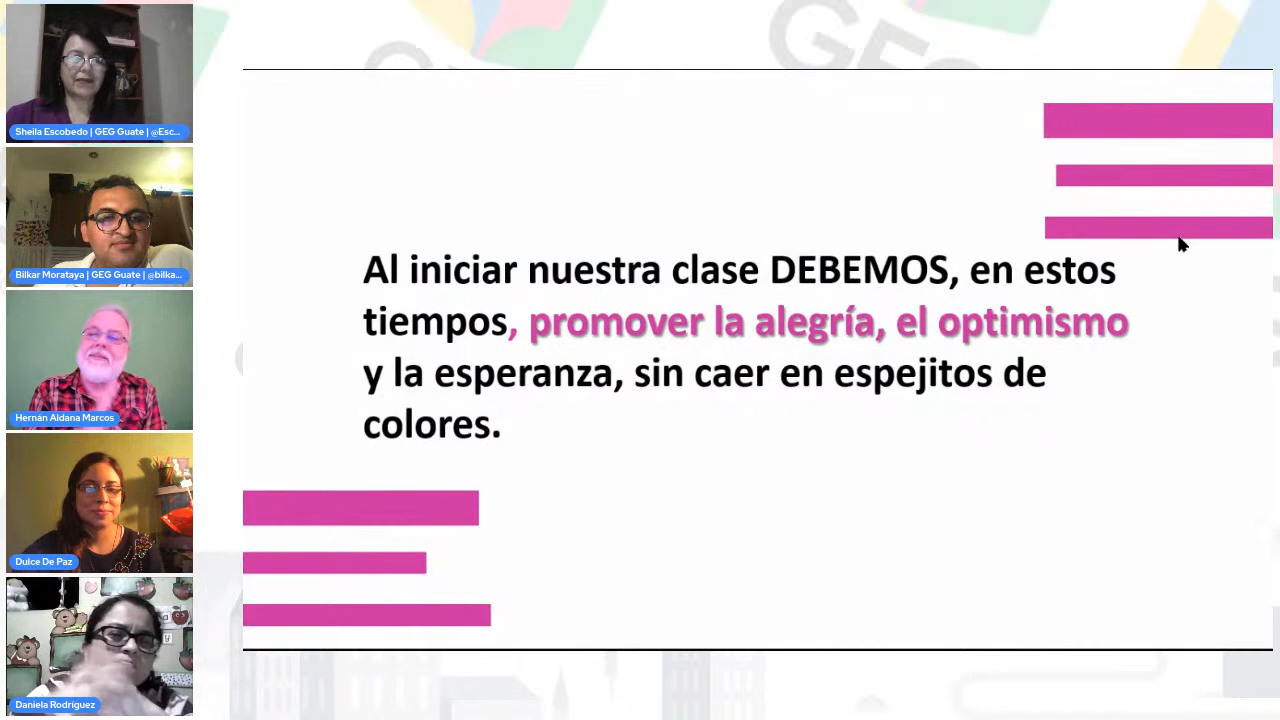 Sheila Escobedo | GEG Guate | @Esc...
Bilkar Morataya | GEG Guate | @bilka...
Hernán Aldana Marcos
Dulce De Paz
Daniela Rodríguez
GEG
Al iniciar nuestra clase DEBEMOS, en estos
tiempos, promover la alegría, el optimismo
y la esperanza, sin caer en espejitos de
colores.